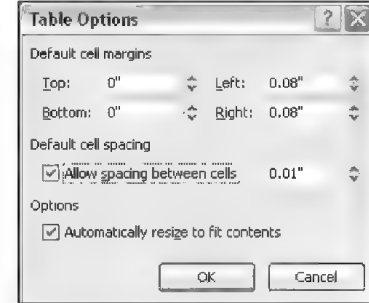 Table Options
Default cell margins
Top: 0" Left: 0.08"
Bottom: 0" Right: 0.08"
Default cell spacing
Allow spacing between cells 0.01"
Options
Automatically resize to fit contents
OK Cancel